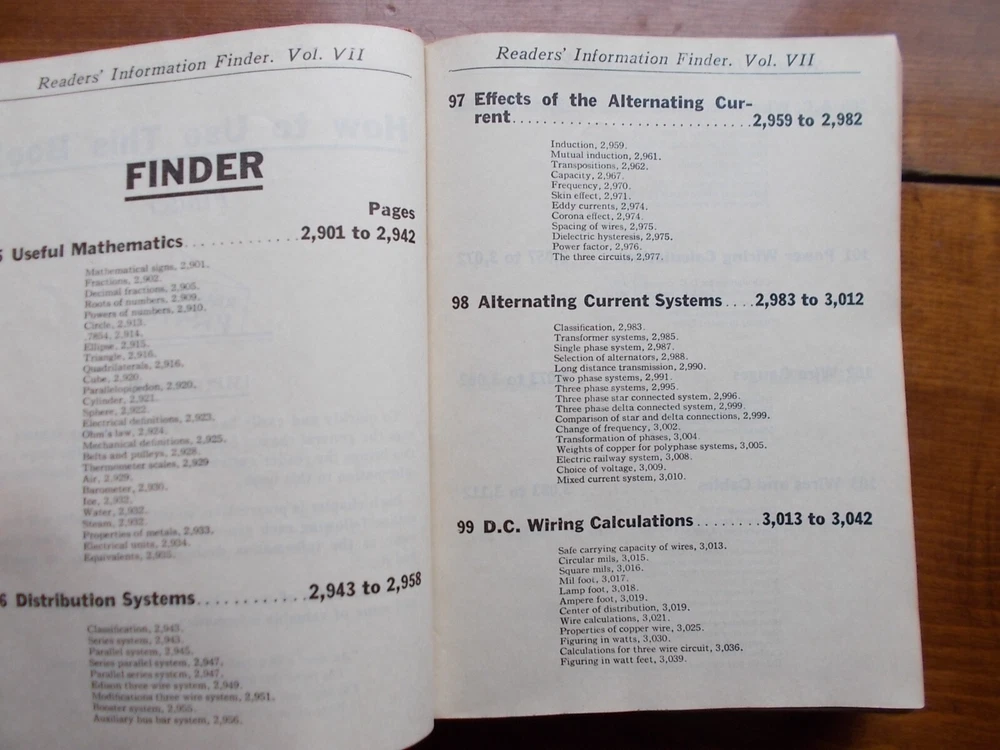 Readers' Information Finder. Vol. VII
FINDER
Pages
5 Useful Mathematics............2,901 to 2,942
Mathematical signs, 2,901.
Fractions, 2,902.
Decimal fractions, 2,905.
Roots of numbers, 2,909.
Powers of numbers, 2,910.
Circle, 2,913.
.7854, 2,914.
Ellipse, 2,915.
Triangle, 2,916.
Quadrilaterals, 2,916.
Cube, 2,920.
Parallelopipedon, 2,920.
Cylinder, 2,921.
Sphere, 2,922.
Electrical definitions, 2,923.
Ohm's law, 2,924.
Mechanical definitions, 2,925.
Belts and pulleys, 2,928.
Thermometer scales, 2,929
Air, 2,929.
Barometer, 2,930.
Ice, 2,932.
Water, 2,932.
Steam, 2,932.
Properties of metals, 2,933.
Electrical units, 2,934.
Equivalents, 2,935.
6 Distribution Systems............2,943 to 2,958
Classification, 2,943.
Series system, 2,943.
Parallel system, 2,945.
Series parallel system, 2,947.
Parallel series system, 2,947.
Edison three wire system, 2,949.
Modifications three wire system, 2,951.
Booster system, 2,955.
Auxiliary bus bar system, 2,956.
Readers' Information Finder. Vol. VII
97 Effects of the Alternating Cur-
rent............................2,959 to 2,982
Induction, 2,959.
Mutual induction, 2,961.
Transpositions, 2,962.
Capacity, 2,967.
Frequency, 2,970.
Skin effect, 2,971.
Eddy currents, 2,974.
Corona effect, 2,974.
Spacing of wires, 2,975.
Dielectric hysteresis, 2,975.
Power factor, 2,976.
The three circuits, 2,977.
98 Alternating Current Systems....2,983 to 3,012
Classification, 2,983.
Transformer systems, 2,985.
Single phase system, 2,987.
Selection of alternators, 2,988.
Long distance transmission, 2,990.
Two phase systems, 2,991.
Three phase systems, 2,995.
Three phase star connected system, 2,996.
Three phase delta connected system, 2,999.
Comparison of star and delta connections, 2,999.
Change of frequency, 3,002.
Transformation of phases, 3,004.
Weights of copper for polyphase systems, 3,005.
Electric railway system, 3,008.
Choice of voltage, 3,009.
Mixed current system, 3,010.
99 D.C. Wiring Calculations........3,013 to 3,042
Safe carrying capacity of wires, 3,013.
Circular mils, 3,015.
Square mils, 3,016.
Mil foot, 3,017.
Lamp foot, 3,018.
Ampere foot, 3,019.
Center of distribution, 3,019.
Wire calculations, 3,021.
Properties of copper wire, 3,025.
Figuring in watts, 3,030.
Calculations for three wire circuit, 3,036.
Figuring in watt feet, 3,039.